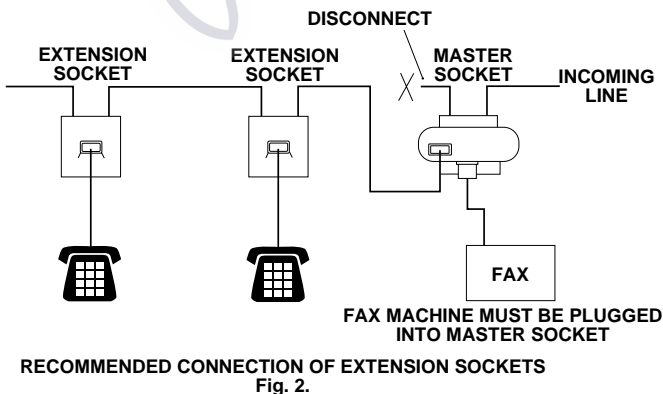 DISCONNECT
EXTENSION
SOCKET
EXTENSION
SOCKET
MASTER
SOCKET
INCOMING
LINE
FAX
FAX MACHINE MUST BE PLUGGED
INTO MASTER SOCKET
RECOMMENDED CONNECTION OF EXTENSION SOCKETS
Fig. 2.